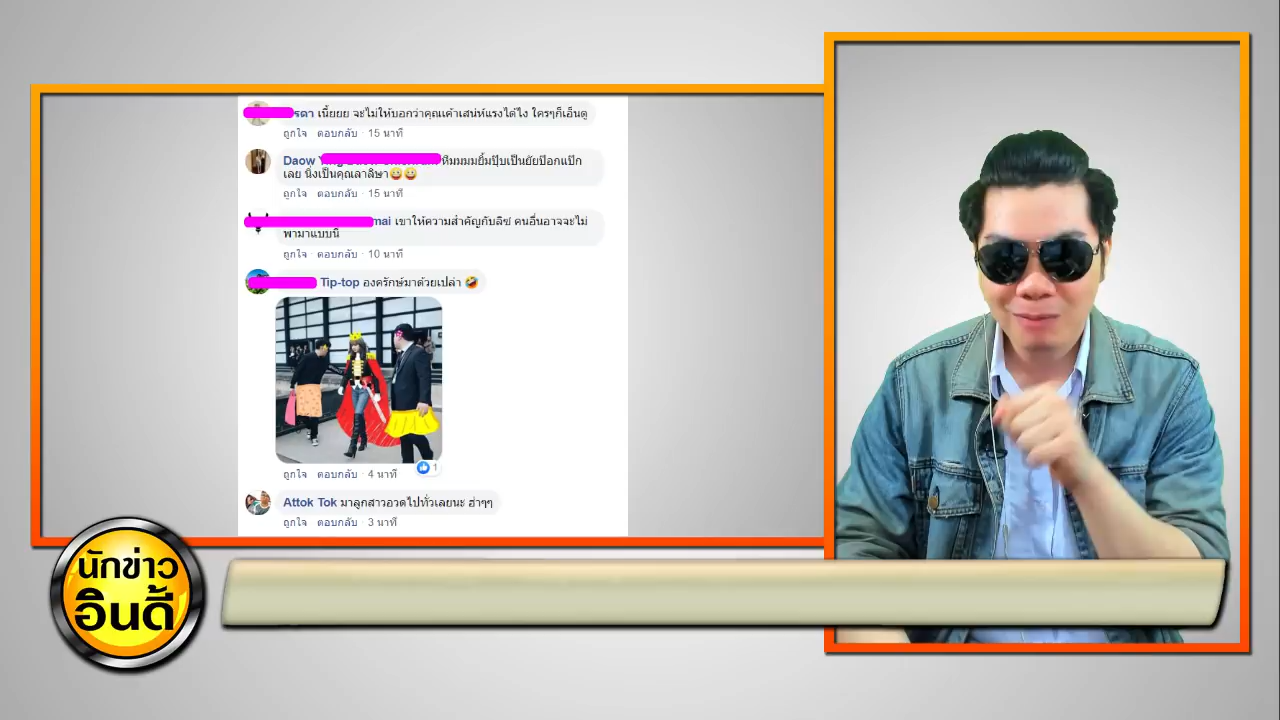 รดา เนี้ยยย จะไม่ให้บอกว่าคุณเค้าเสน่ห์แรงได้ไง ใครๆก็เอ็นดู
ถูกใจ · ตอบกลับ · 15 นาที
Daow หืมมมมยิ้มปุ๊บเป็นยัยป๊อกแป๊ก
เลย นิ่งเป็นคุณลาลิษา
ถูกใจ · ตอบกลับ · 15 นาที
mai เขาให้ความสำคัญกับลิซ คนอื่นอาจจะไม่
พามาแบบนี้
ถูกใจ · ตอบกลับ · 10 นาที
Tip-top องครักษ์มาด้วยเปล่า
ถูกใจ · ตอบกลับ · 4 นาที
1
Attok Tok มาลูกสาวอวดไปทั่วเลยนะ ฮ่าๆๆ
ถูกใจ · ตอบกลับ · 3 นาที
นักข่าว
อินดี้